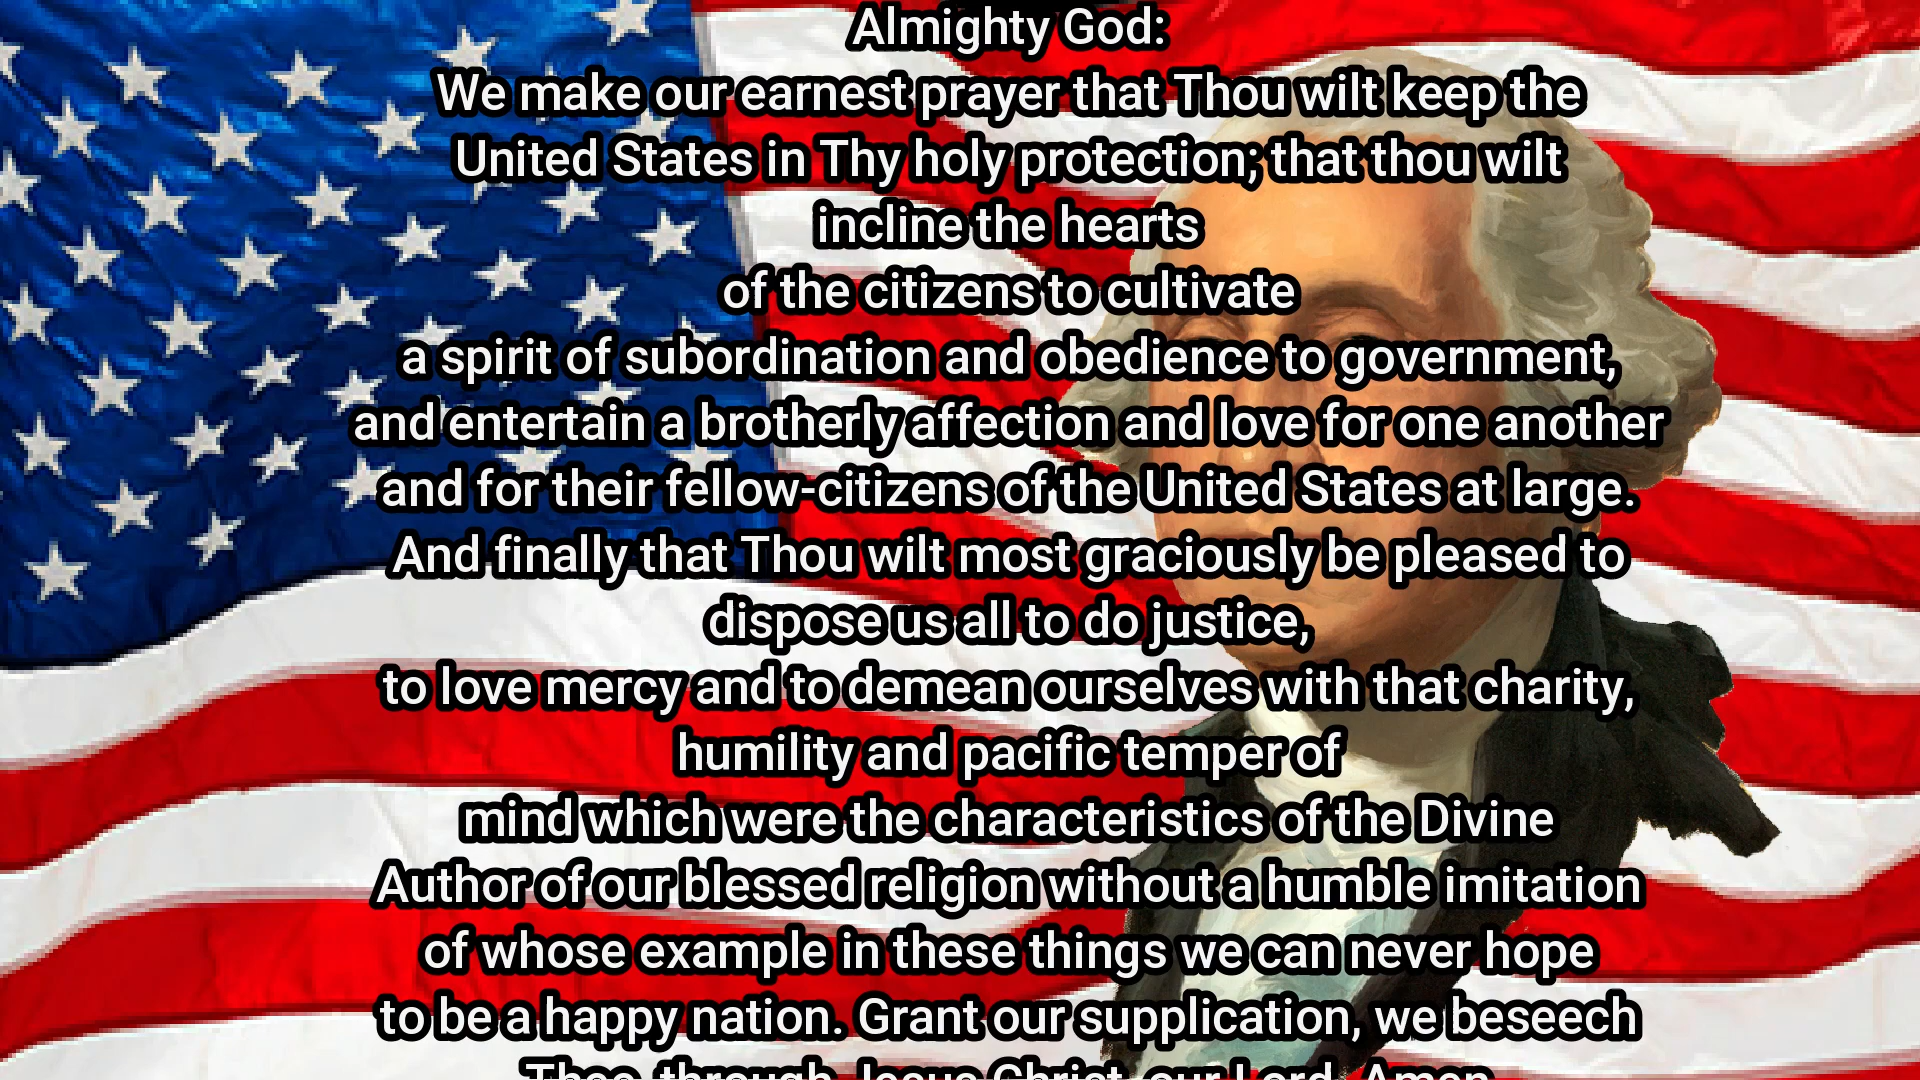 Almighty God:
We make our earnest prayer that Thou wilt keep the
United States in Thy holy protection; that thou wilt
incline the hearts
of the citizens to cultivate
a spirit of subordination and obedience to government,
and entertain a brotherly affection and love for one another
and for their fellow-citizens of the United States at large.
And finally that Thou wilt most graciously be pleased to
dispose us all to do justice,
to love mercy and to demean ourselves with that charity,
humility and pacific temper of
mind which were the characteristics of the Divine
Author of our blessed religion without a humble imitation
of whose example in these things we can never hope
to be a happy nation. Grant our supplication, we beseech
Thee, through Jesus Christ, our Lord. Amen